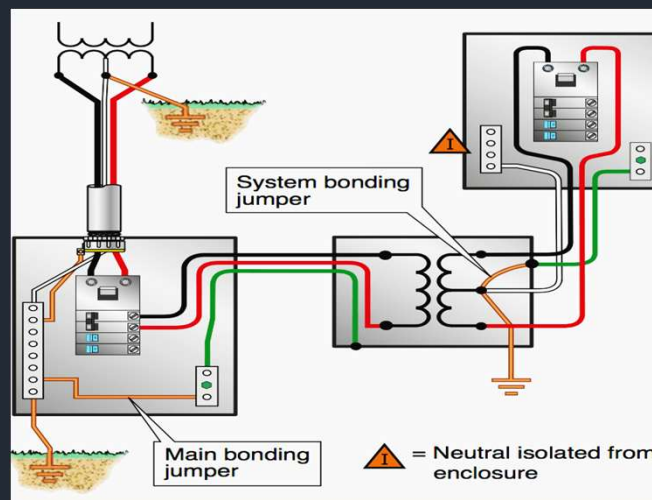 System bonding
jumper
I
Main bonding
jumper
I = Neutral isolated from
enclosure